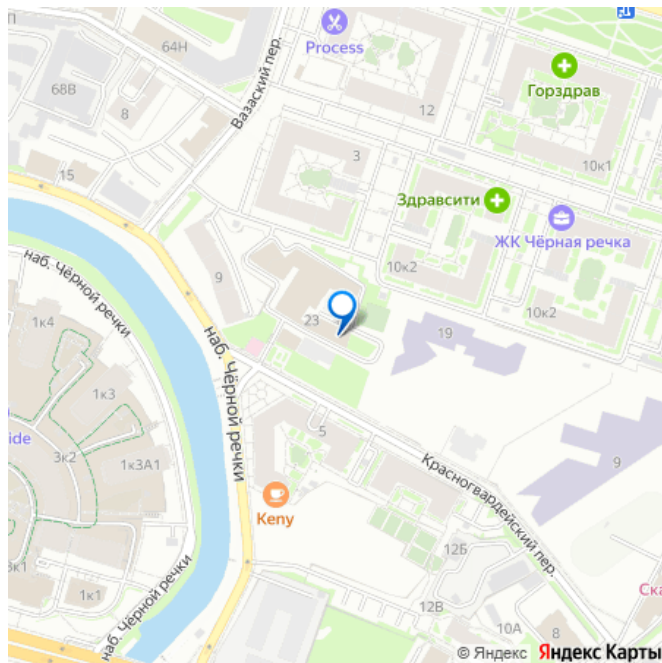 64Н
Process
Вазаский пер.
68В
8
12
Горздрав
10к1
15
3
Здравсити
ЖК Чёрная речка
наб. Чёрной речки
9
10к2
10к2
1к4
23
19
наб. Чёрной речки
1к3
ide
3к2
1к3А1
5
Красногвардейский пер.
9
Keny
12Б
3к1
1к1
наб. Чёрной речки
12В
10А
8
Ска
© Яндекс Яндекс Карты